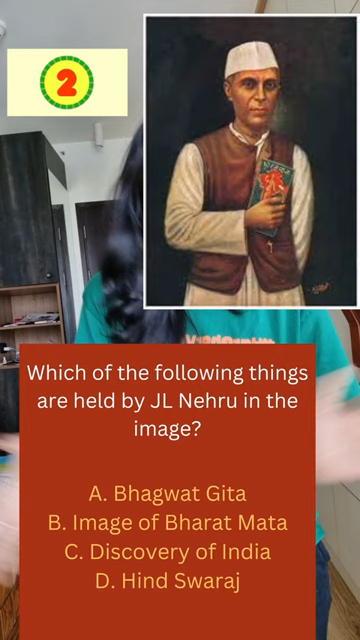 2
Which of the following things
are held by JL Nehru in the
image?
A. Bhagwat Gita
B. Image of Bharat Mata
C. Discovery of India
D. Hind Swaraj